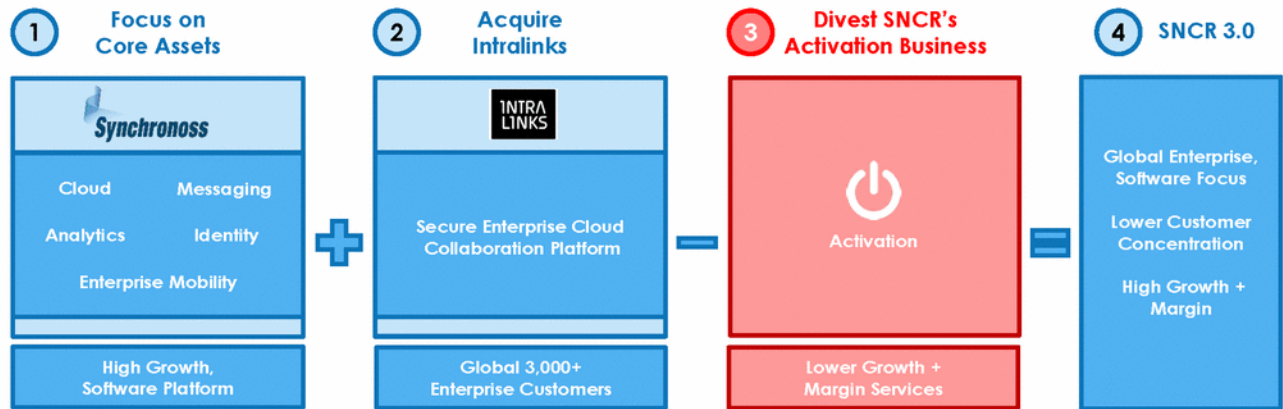 1
Focus on
Core Assets
Synchronoss
Cloud
Messaging
Analytics
Identity
Enterprise Mobility
High Growth,
Software Platform
2
Acquire
Intralinks
INTRA
LINKS
Secure Enterprise Cloud
Collaboration Platform
Global 3,000+
Enterprise Customers
3
Divest SNCR's
Activation Business
Activation
Lower Growth +
Margin Services
4
SNCR 3.0
Global Enterprise,
Software Focus
Lower Customer
Concentration
High Growth +
Margin